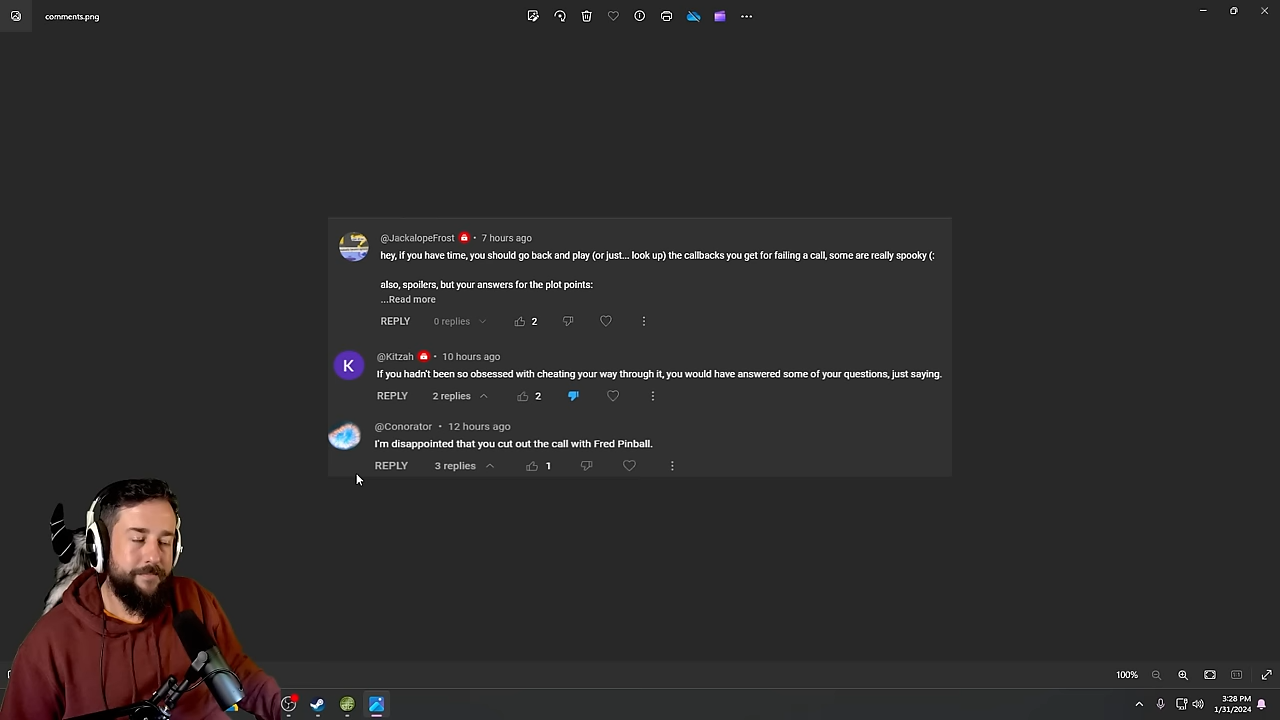 comments.png
@JackalopeFrost • 7 hours ago
hey, if you have time, you should go back and play (or just... look up) the callbacks you get for failing a call, some are really spooky (:
also, spoilers, but your answers for the plot points:
...Read more
REPLY 0 replies 2
K
@Kitzah • 10 hours ago
If you hadn't been so obsessed with cheating your way through it, you would have answered some of your questions, just saying.
REPLY 2 replies 2
@Conorator • 12 hours ago
I'm disappointed that you cut out the call with Fred Pinball.
REPLY 3 replies 1
100%
3:28 PM
1/31/2024